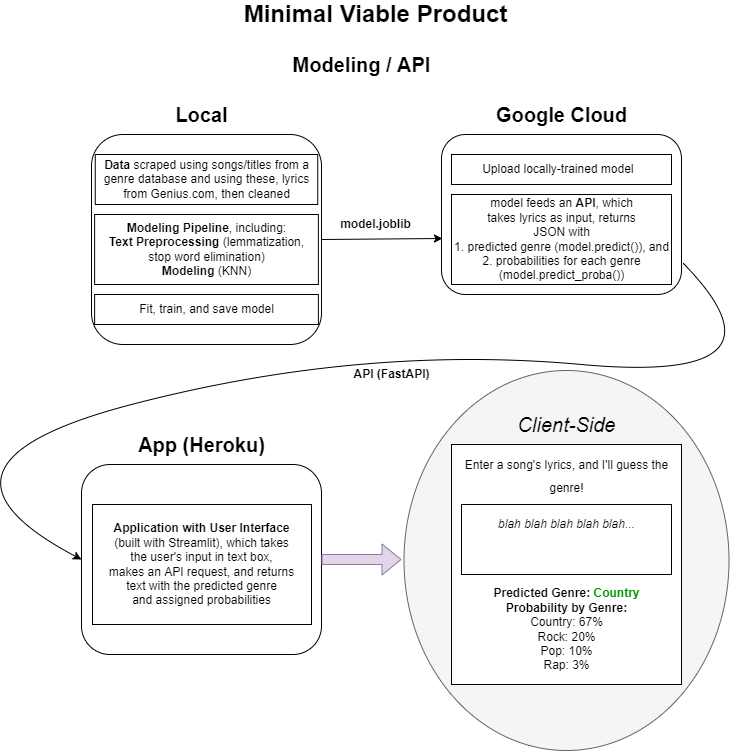 Minimal Viable Product
Modeling / API
Local
Data scraped using songs/titles from a
genre database and using these, lyrics
from Genius.com, then cleaned
Modeling Pipeline, including:
Text Preprocessing (lemmatization,
stop word elimination)
Modeling (KNN)
Fit, train, and save model
model.joblib
Google Cloud
Upload locally-trained model
model feeds an API, which
takes lyrics as input, returns
JSON with
1. predicted genre (model.predict()), and
2. probabilities for each genre
(model.predict_proba())
API (FastAPI)
App (Heroku)
Application with User Interface
(built with Streamlit), which takes
the user's input in text box,
makes an API request, and returns
text with the predicted genre
and assigned probabilities
Client-Side
Enter a song's lyrics, and I'll guess the
genre!
blah blah blah blah blah...
Predicted Genre: Country
Probability by Genre:
Country: 67%
Rock: 20%
Pop: 10%
Rap: 3%